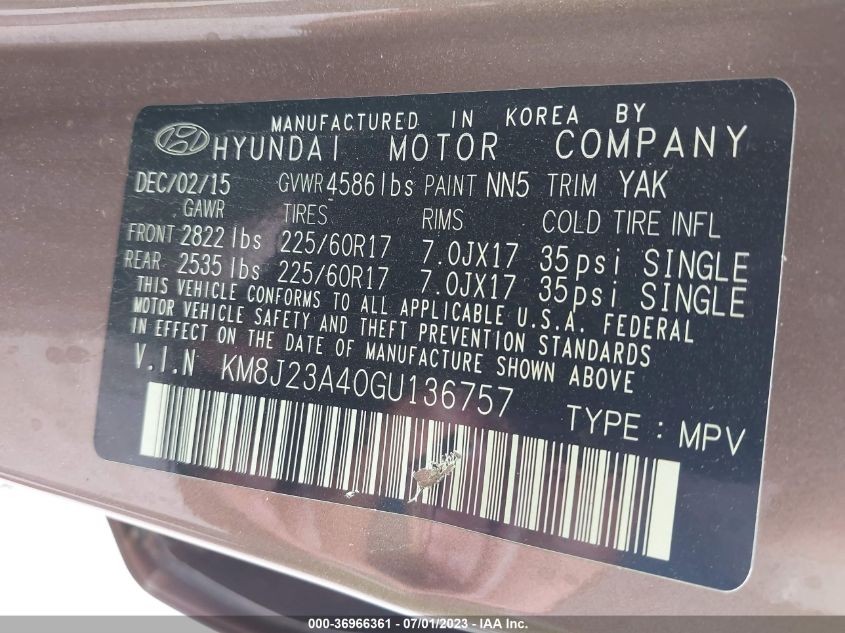 MANUFACTURED IN KOREA BY
HYUNDAI MOTOR COMPANY
DEC/02/15 GVWR 4586 lbs PAINT NN5 TRIM YAK
GAWR TIRES RIMS COLD TIRE INFL
FRONT 2822 lbs 225/60R17 7.0JX17 35psi SINGLE
REAR 2535 lbs 225/60R17 7.0JX17 35psi SINGLE
THIS VEHICLE CONFORMS TO ALL APPLICABLE U.S.A. FEDERAL
MOTOR VEHICLE SAFETY AND THEFT PREVENTION STANDARDS
IN EFFECT ON THE DATE OF MANUFACTURE SHOWN ABOVE
V.I.N KM8J23A40GU136757
TYPE : MPV
000-36966361 - 07/01/2023 - IAA Inc.